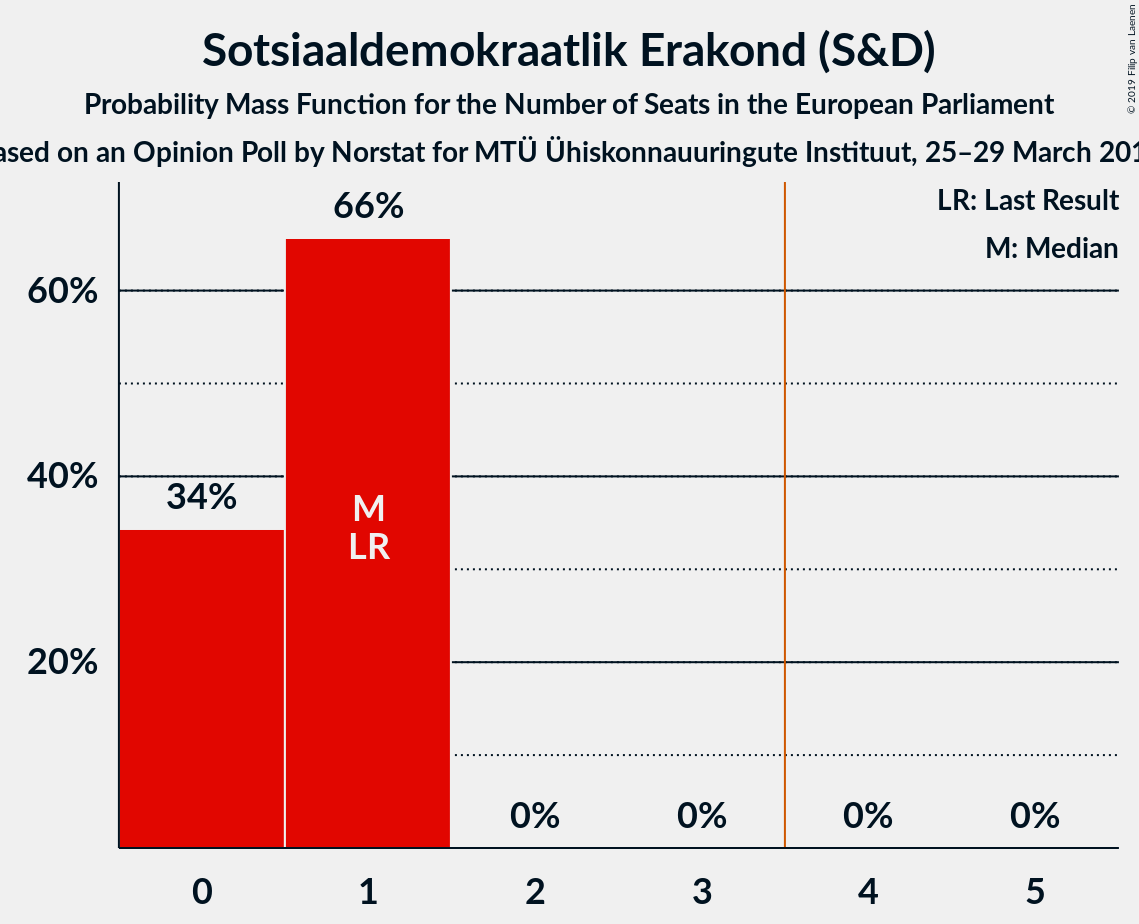 Sotsiaaldemokraatlik Erakond (S&D)
Probability Mass Function for the Number of Seats in the European Parliament
ased on an Opinion Poll by Norstat for MTÜ Ühiskonnauuringute Instituut, 25–29 March 201
© 2019 Filip van Laenen
LR: Last Result
M: Median
66%
60%
40%
34%
M
LR
20%
0% 0% 0% 0%
0 1 2 3 4 5